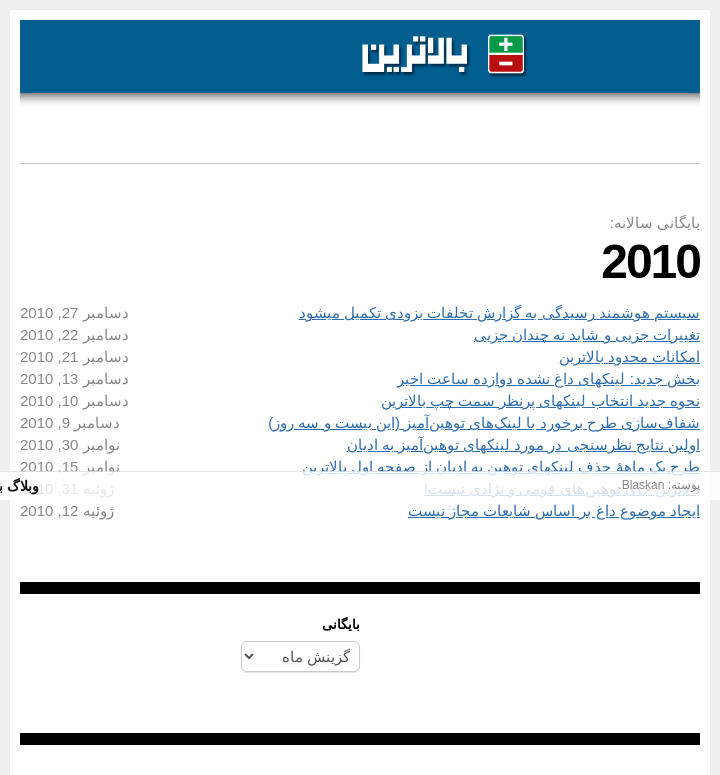 بالاترین
بایگانی سالانه:
2010
سیستم هوشمند رسیدگی به گزارش تخلفات بزودی تکمیل میشود
دسامبر 27, 2010
تغییرات جزیی و شاید نه چندان جزیی
دسامبر 22, 2010
امکانات محدود بالاترین
دسامبر 21, 2010
بخش جدید: لینکهای داغ نشده دوازده ساعت اخیر
دسامبر 13, 2010
نحوه جدید انتخاب لینکهای پرنظر سمت چپ بالاترین
دسامبر 10, 2010
شفاف‌سازی طرح برخورد با لینک‌های توهین‌آمیز (این بیست و سه روز)
دسامبر 9, 2010
اولین نتایج نظرسنجی در مورد لینکهای توهین‌آمیز به ادیان
نوامبر 30, 2010
طرح یک ماههٔ حذف لینکهای توهین به ادیان از صفحه اول بالاترین
نوامبر 15, 2010
بالاترین جای توهین‌های قومی و نژادی نیست!
ژوئیه 31, 2010
پوسته: Blaskan.
وبلاگ
ایجاد موضوع داغ بر اساس شایعات مجاز نیست
ژوئیه 12, 2010
بایگانی
گزینش ماه